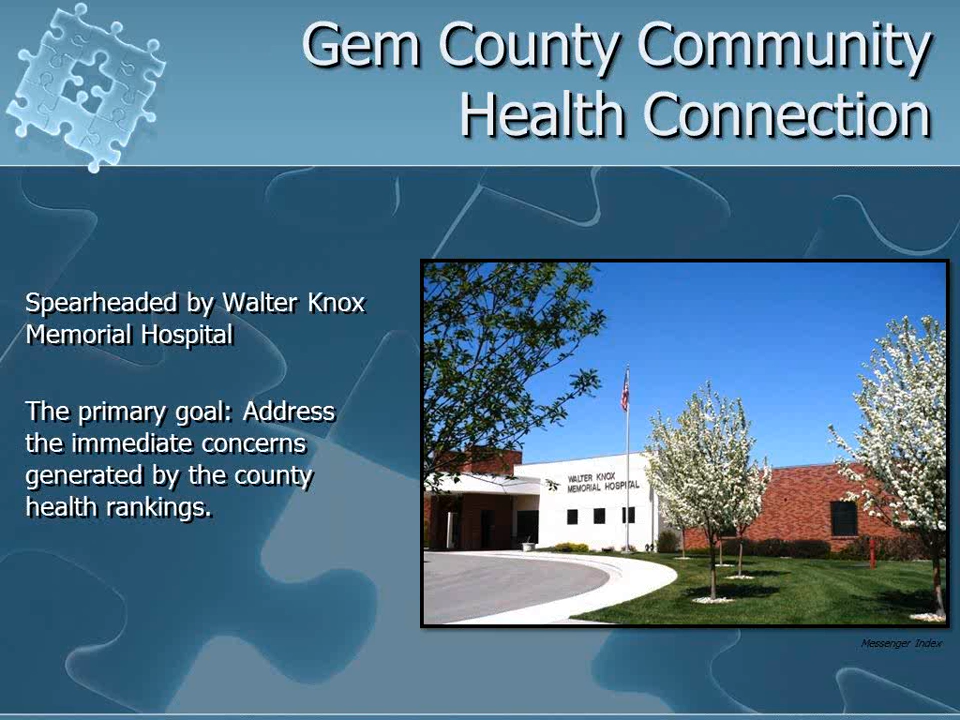 Gem County Community
Health Connection
Spearheaded by Walter Knox
Memorial Hospital
The primary goal: Address
the immediate concerns
generated by the county
health rankings.
WALTER KNOX
MEMORIAL HOSPITAL
Messenger Index